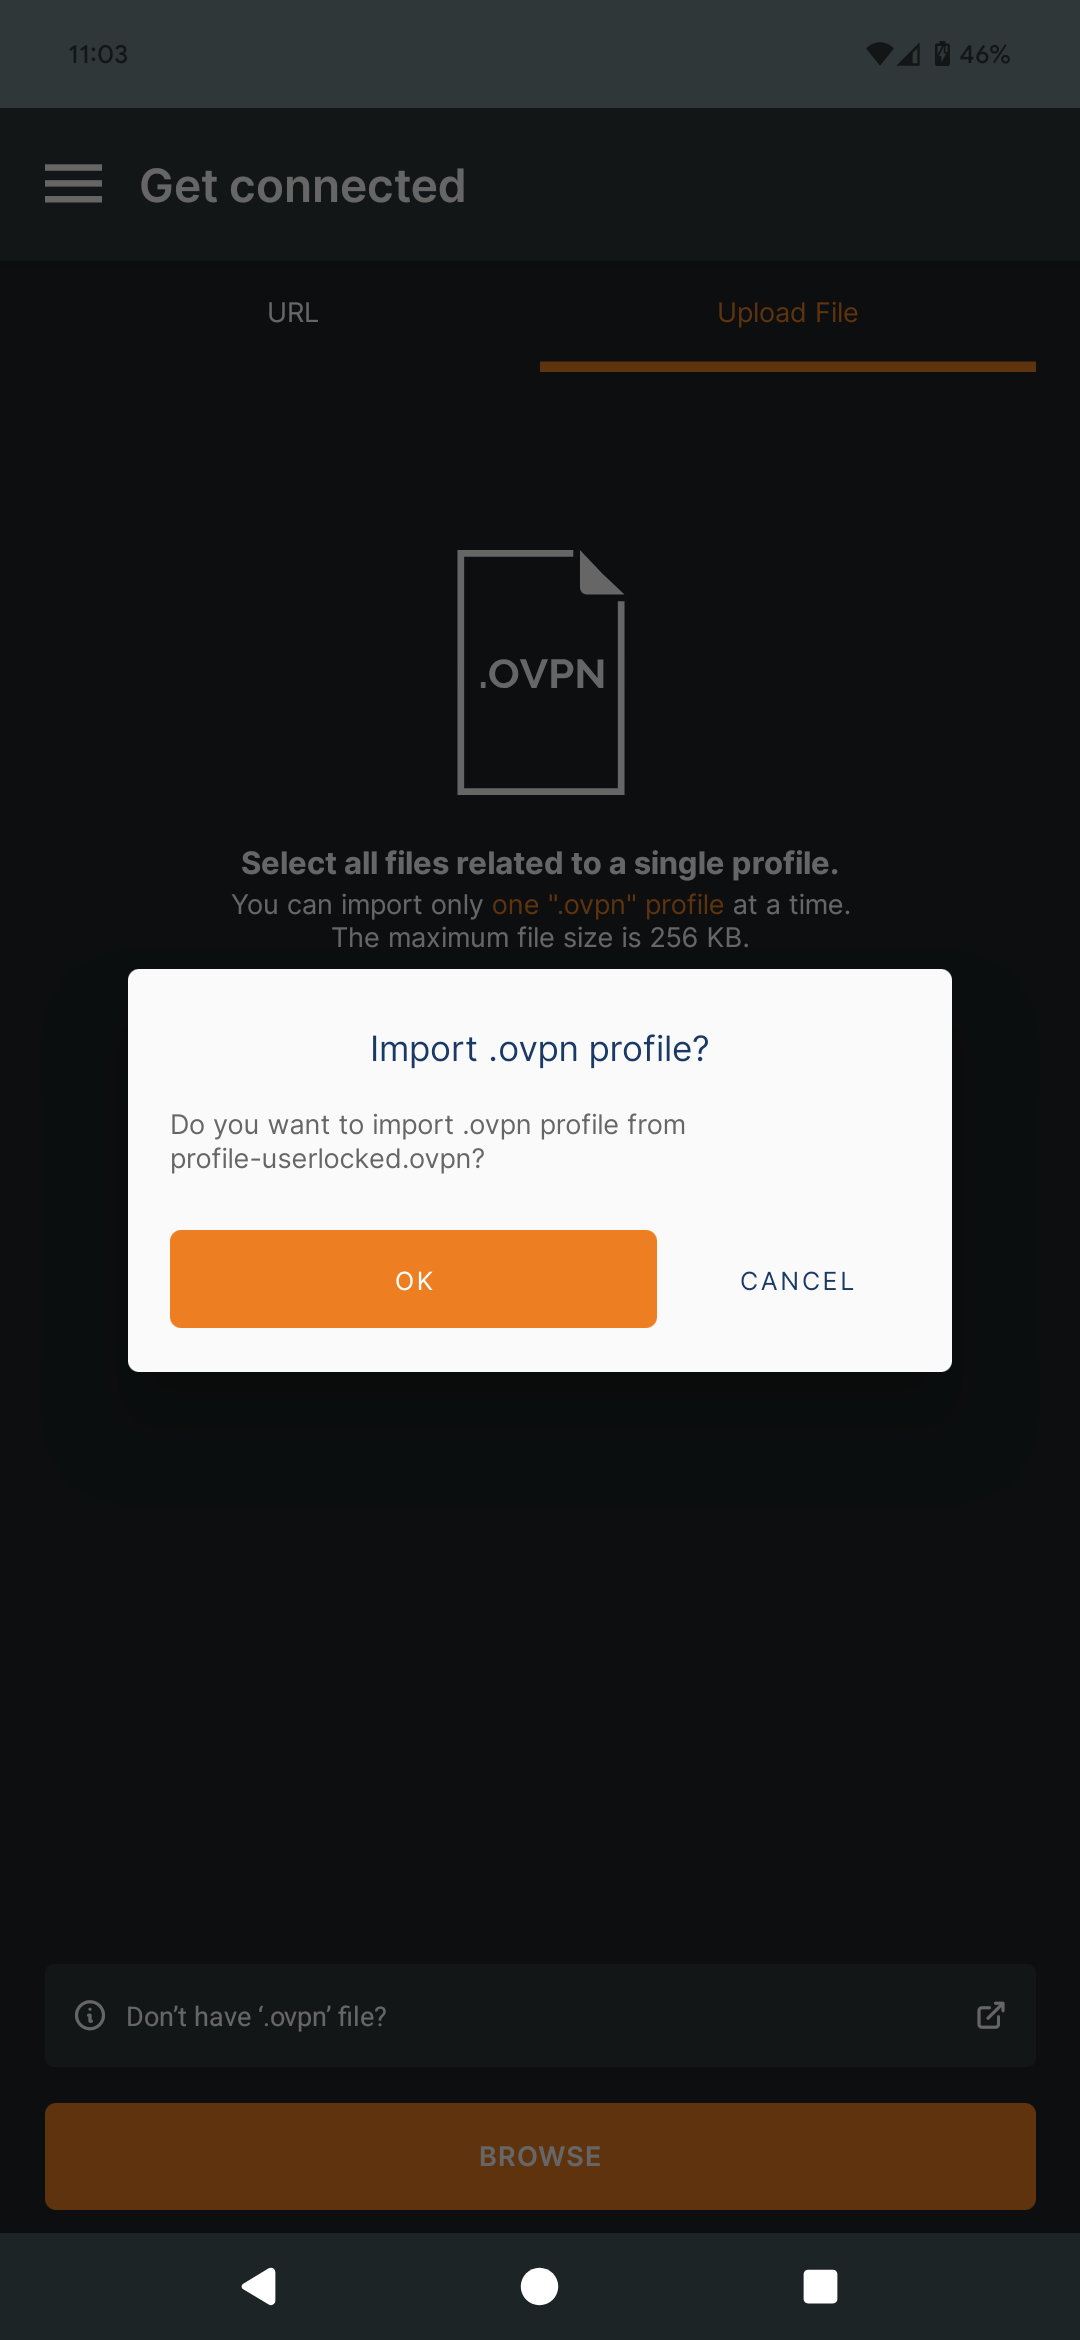 11:03
46%
Get connected
URL
Upload File
.OVPN
Select all files related to a single profile.
You can import only one ".ovpn" profile at a time.
The maximum file size is 256 KB.
Import .ovpn profile?
Do you want to import .ovpn profile from
profile-userlocked.ovpn?
OK
CANCEL
Don’t have ‘.ovpn’ file?
BROWSE